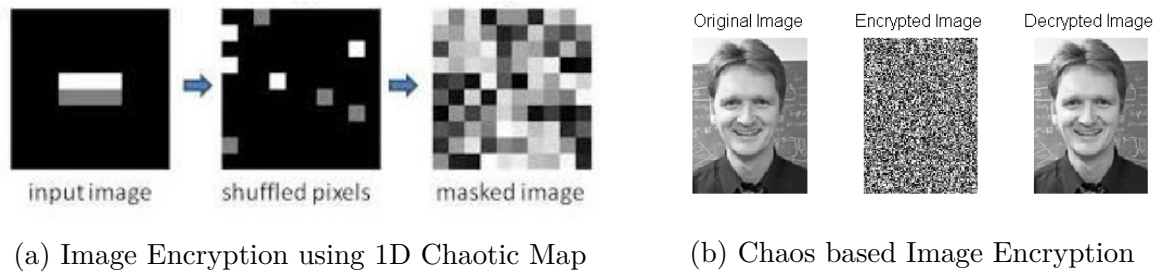 Original Image Encrypted Image Decrypted Image
input image shuffled pixels masked image
(a) Image Encryption using 1D Chaotic Map
(b) Chaos based Image Encryption